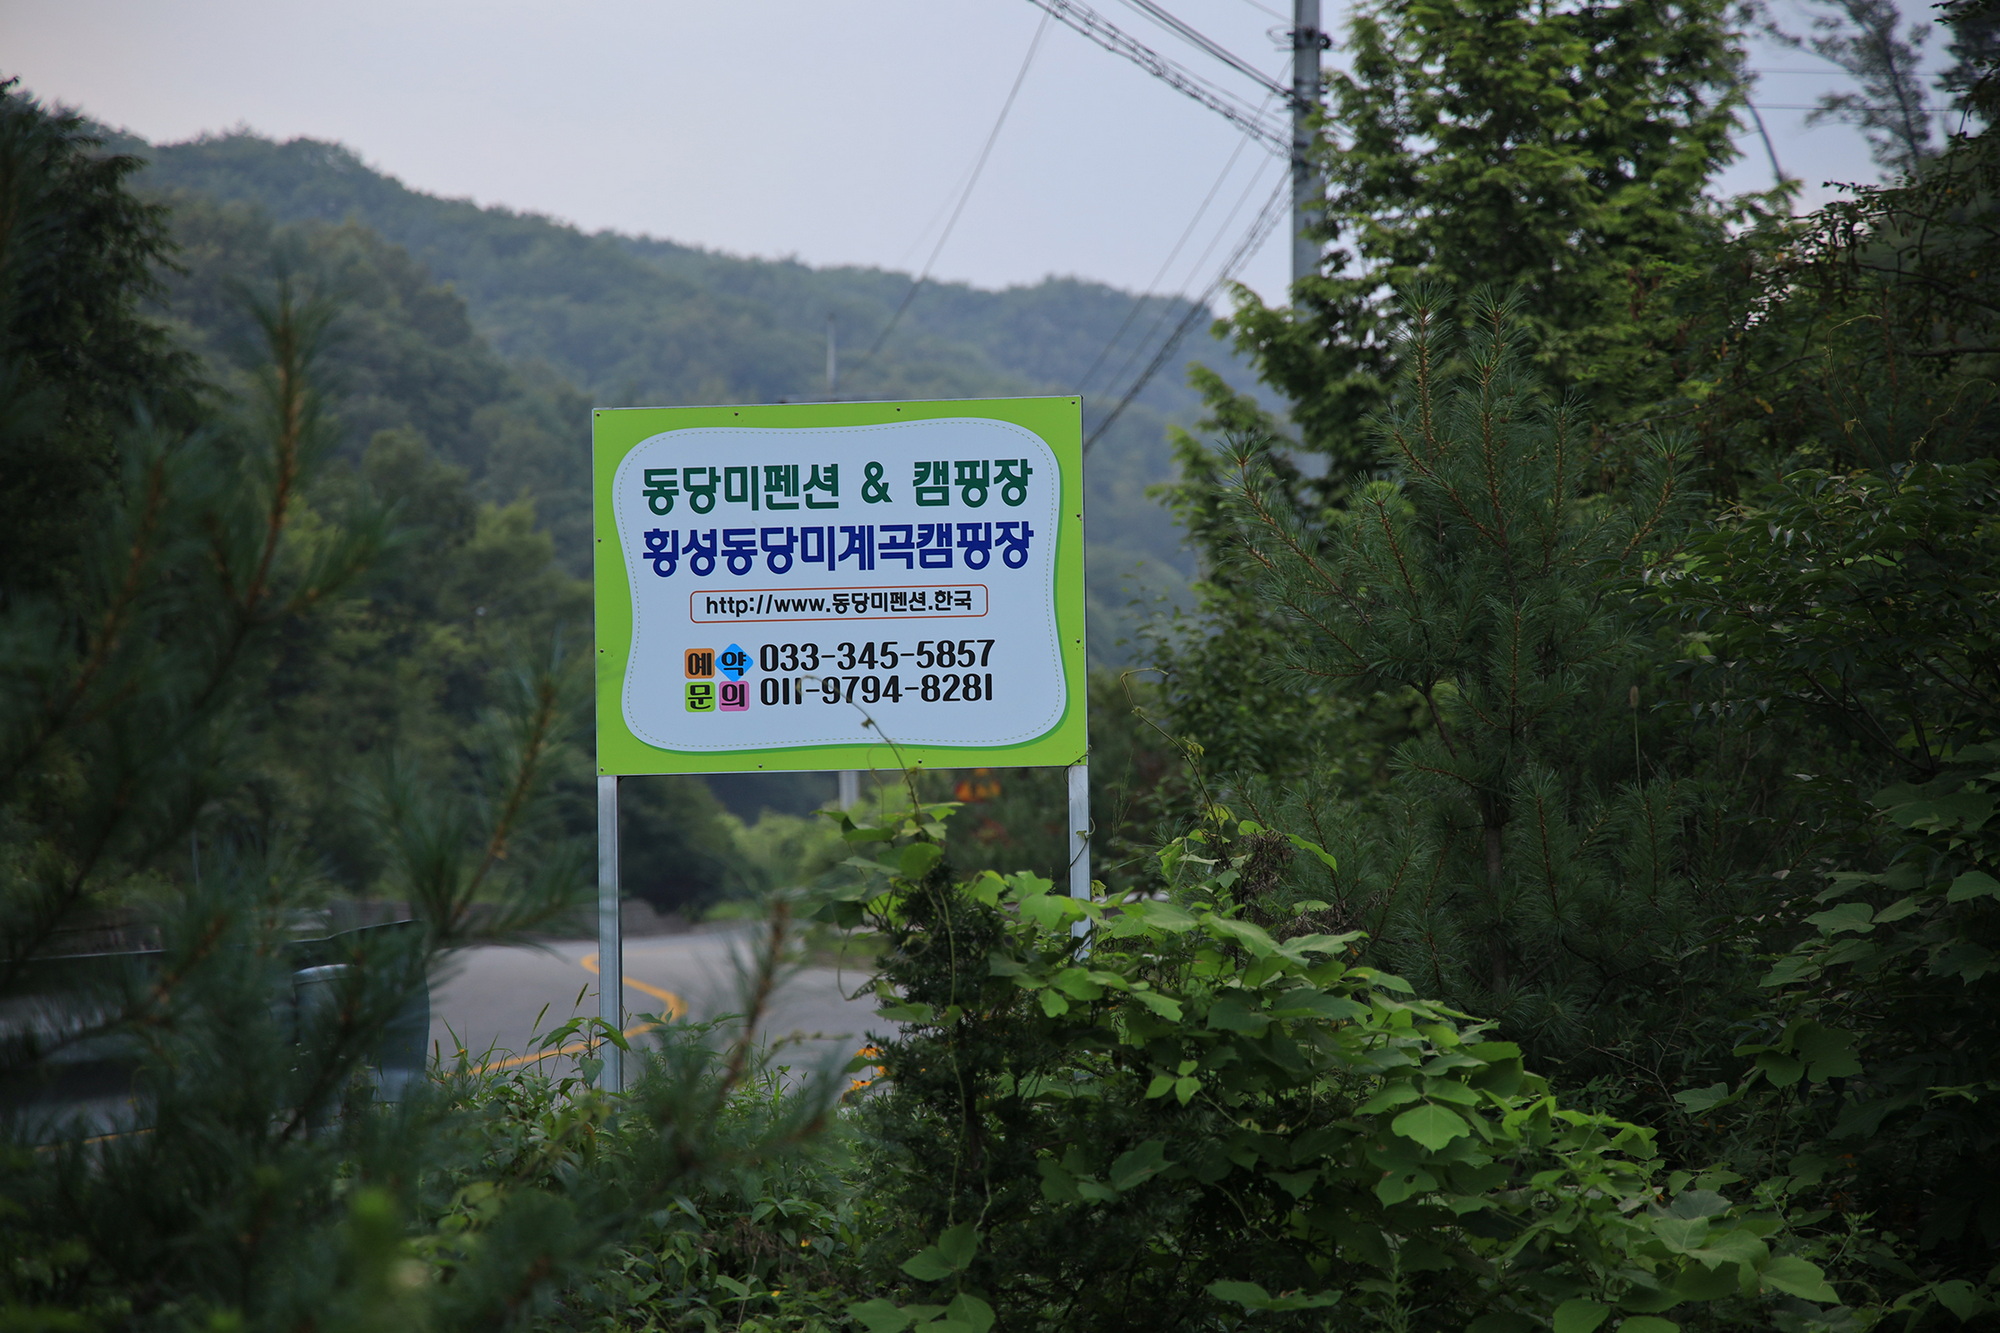 동당미펜션 & 캠핑장
횡성동당미계곡캠핑장
http://www.동당미펜션.한국
예약 033-345-5857
문의 011-9794-8281